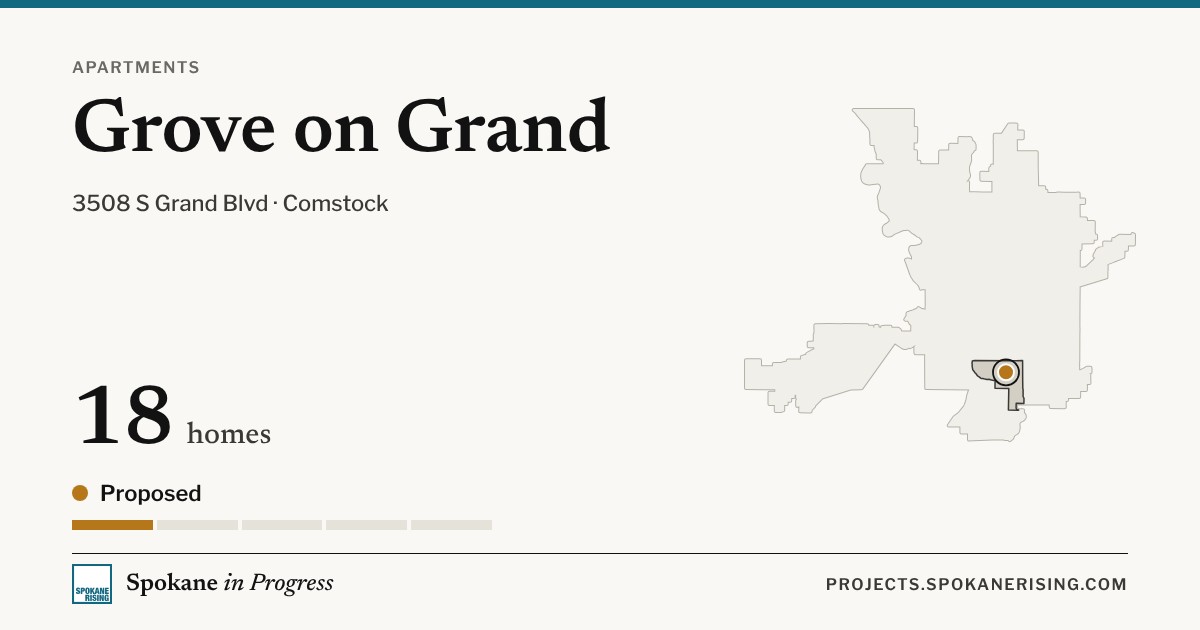 APARTMENTS
Grove on Grand
3508 S Grand Blvd · Comstock
18 homes
Proposed
SPOKANE
RISING
Spokane in Progress
PROJECTS.SPOKANERISING.COM